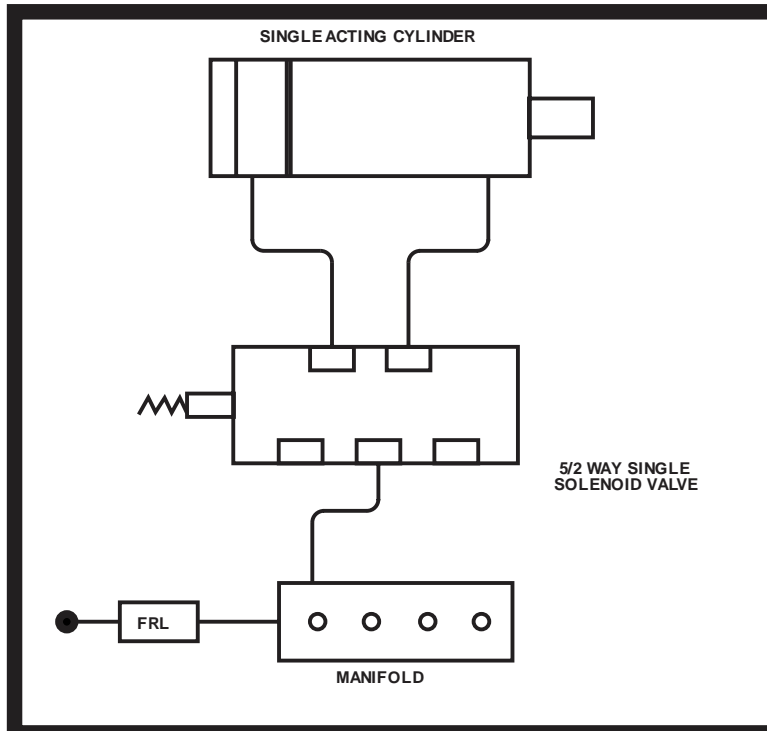 SINGLE ACTING CYLINDER
5/2 WAY SINGLE
SOLENOID VALVE
FRL
MANIFOLD